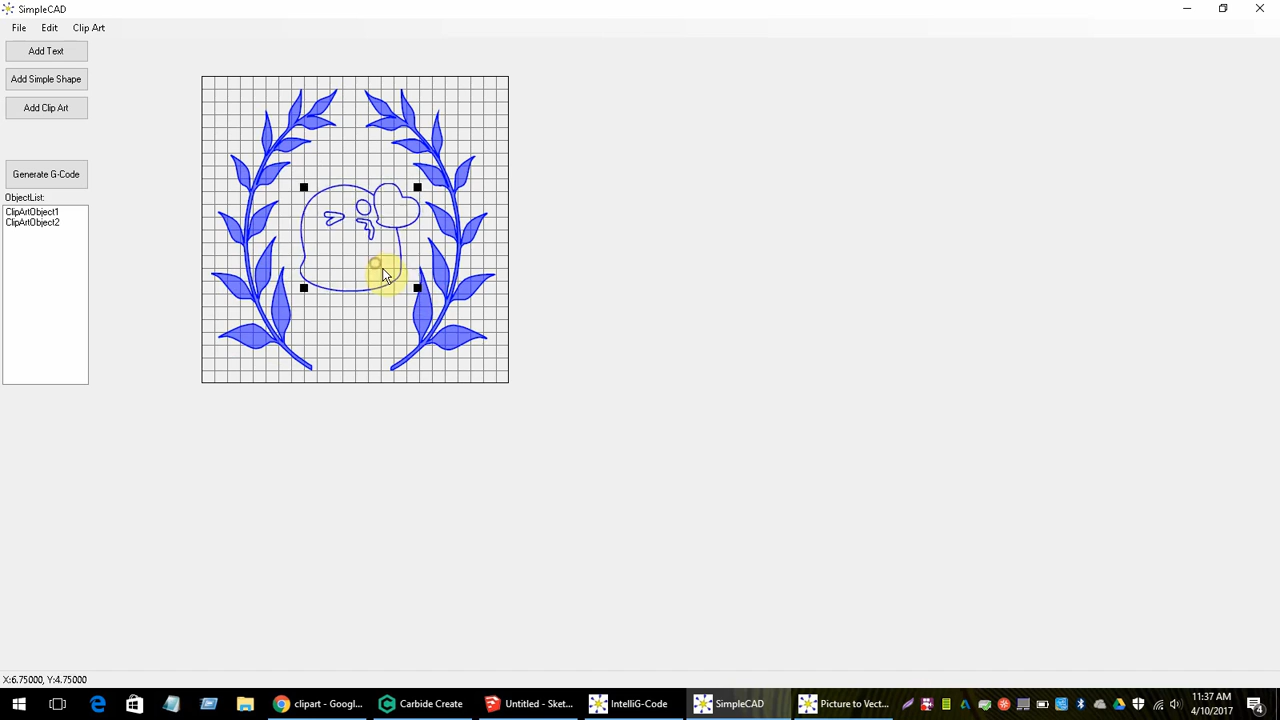 SimpleCAD
File Edit Clip Art
Add Text
Add Simple Shape
Add Clip Art
Generate G-Code
ObjectList:
ClipArtObject1
ClipArtObject2
X:6.75000, Y:4.75000
clipart - Googl...
Carbide Create
Untitled - Sket...
IntelliG-Code
SimpleCAD
Picture to Vect...
11:37 AM
4/10/2017
4